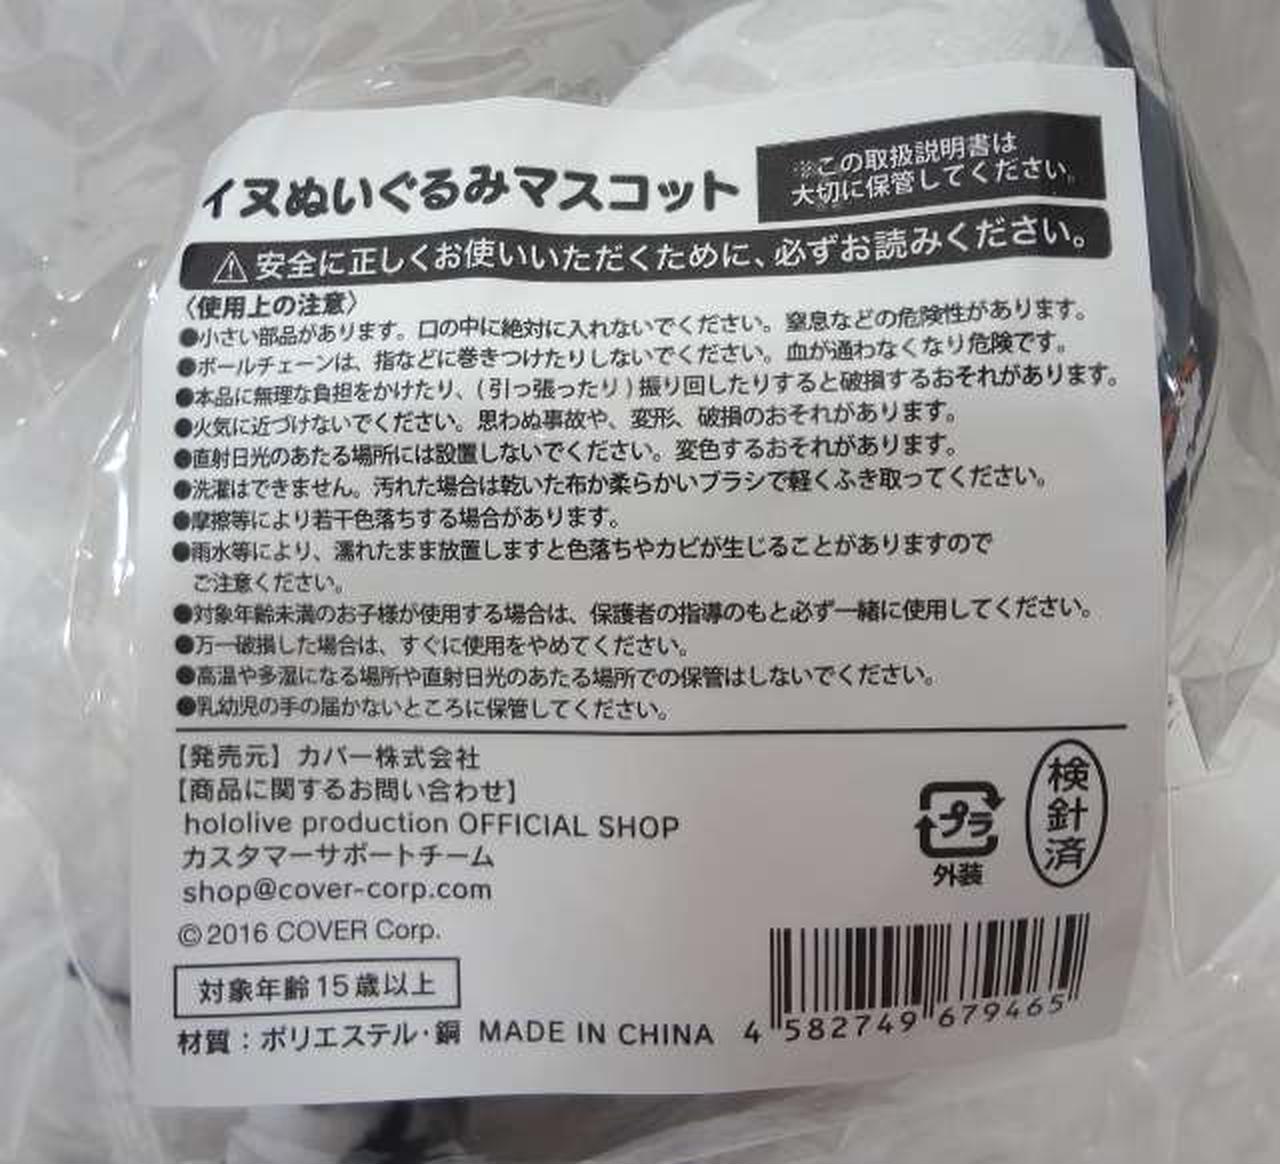 イヌぬいぐるみマスコット
※この取扱説明書は
大切に保管してください。
⚠安全に正しくお使いいただくために、必ずお読みください。
〈使用上の注意〉
●小さい部品があります。口の中に絶対に入れないでください。窒息などの危険性があります。
●ボールチェーンは、指などに巻きつけたりしないでください。血が通わなくなり危険です。
●本品に無理な負担をかけたり、(引っ張ったり)振り回したりすると破損するおそれがあります。
●火気に近づけないでください。思わぬ事故や、変形、破損のおそれがあります。
●直射日光のあたる場所には設置しないでください。変色するおそれがあります。
●洗濯はできません。汚れた場合は乾いた布か柔らかいブラシで軽くふき取ってください。
●摩擦等により若干色落ちする場合があります。
●雨水等により、濡れたまま放置しますと色落ちやカビが生じることがありますので
ご注意ください。
●対象年齢未満のお子様が使用する場合は、保護者の指導のもと必ず一緒に使用してください。
●万一破損した場合は、すぐに使用をやめてください。
●高温や多湿になる場所や直射日光のあたる場所での保管はしないでください。
●乳幼児の手の届かないところに保管してください。
【発売元】カバー株式会社
【商品に関するお問い合わせ】
hololive production OFFICIAL SHOP
カスタマーサポートチーム
shop@cover-corp.com
©2016 COVER Corp.
対象年齢15歳以上
材質:ポリエステル・銅 MADE IN CHINA
プラ
外装
検針済
4 582749 679465